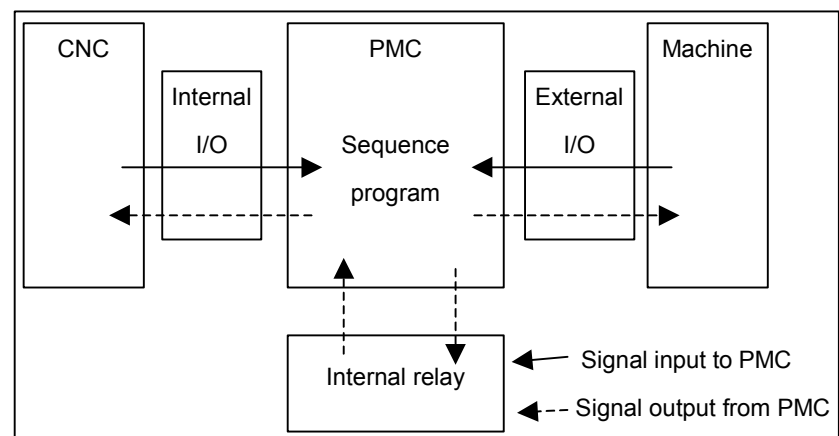 CNC
PMC
Machine
Internal
I/O
External
I/O
Sequence
program
Internal relay
Signal input to PMC
Signal output from PMC